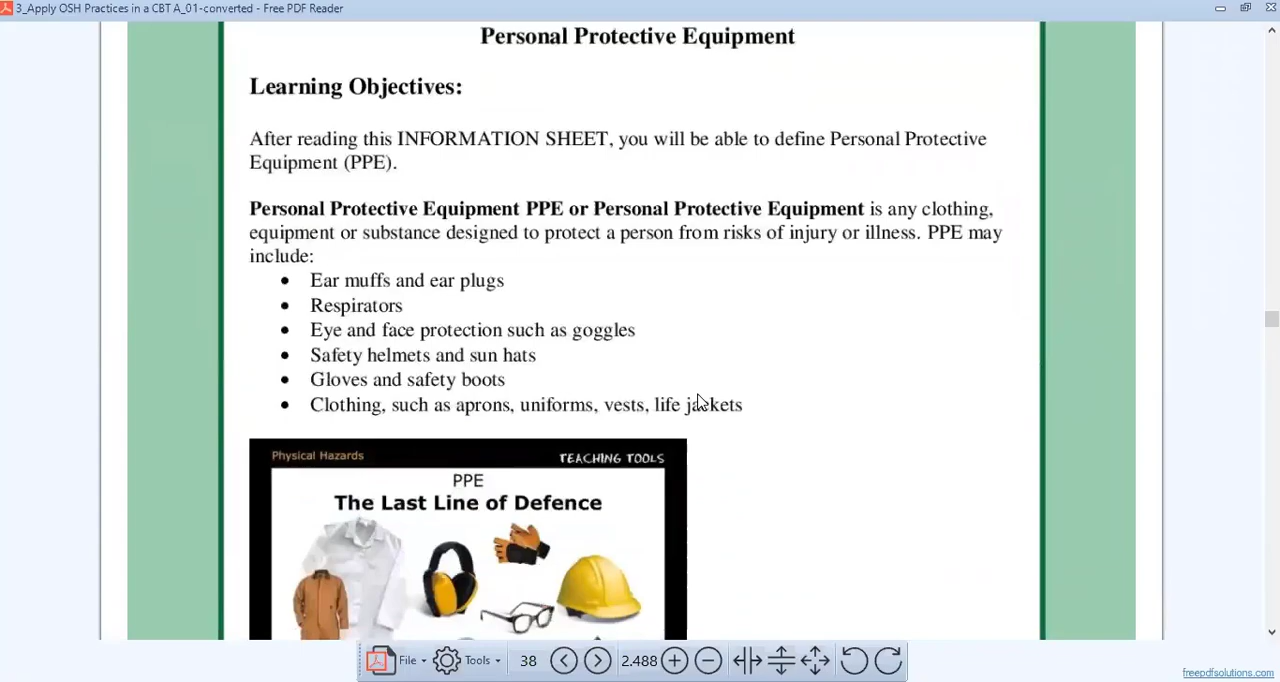 3_Apply OSH Practices in a CBT A_01-converted - Free PDF Reader
Personal Protective Equipment
Learning Objectives:
After reading this INFORMATION SHEET, you will be able to define Personal Protective
Equipment (PPE).
Personal Protective Equipment PPE or Personal Protective Equipment is any clothing,
equipment or substance designed to protect a person from risks of injury or illness. PPE may
include:
• Ear muffs and ear plugs
• Respirators
• Eye and face protection such as goggles
• Safety helmets and sun hats
• Gloves and safety boots
• Clothing, such as aprons, uniforms, vests, life jackets
Physical Hazards TEACHING TOOLS
PPE
The Last Line of Defence
File Tools 38 2.488
freepdfsolutions.com